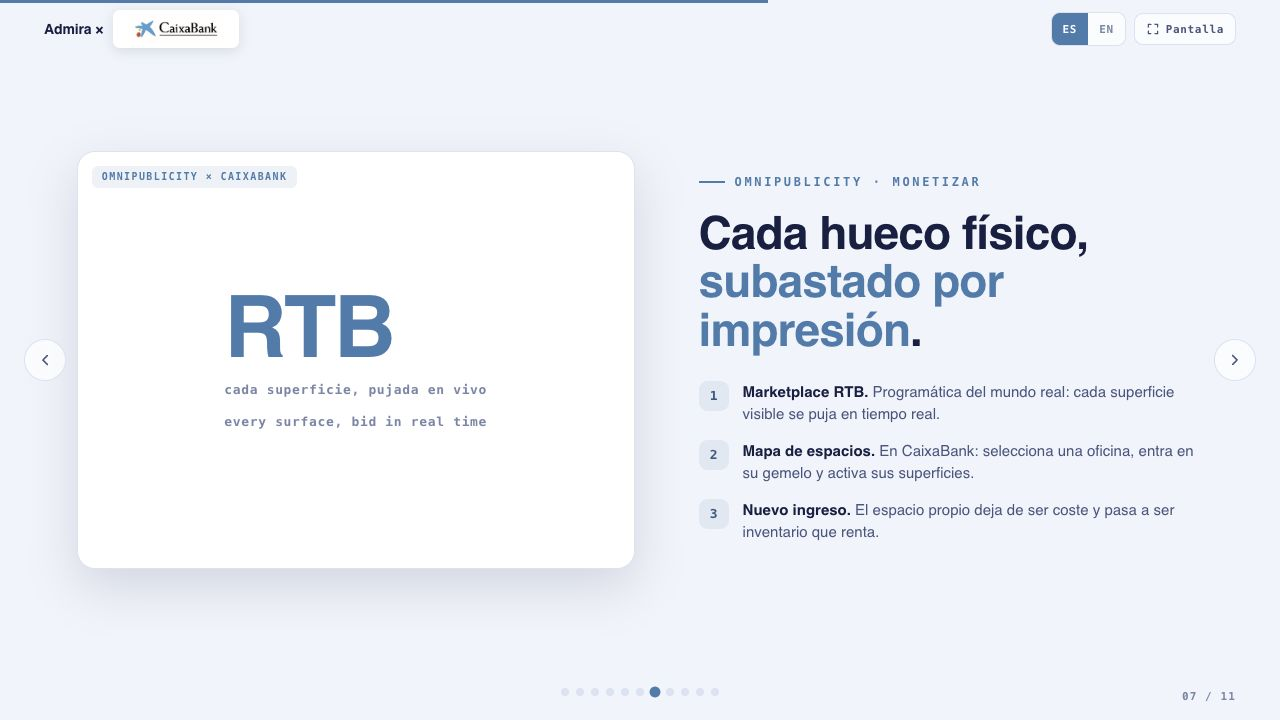 Admira ×
CaixaBank
ES
EN
Pantalla
OMNIPUBLICITY × CAIXABANK
RTB
cada superficie, pujada en vivo
every surface, bid in real time
OMNIPUBLICITY · MONETIZAR
Cada hueco físico,
subastado por
impresión.
1
Marketplace RTB. Programática del mundo real: cada superficie
visible se puja en tiempo real.
2
Mapa de espacios. En CaixaBank: selecciona una oficina, entra en
su gemelo y activa sus superficies.
3
Nuevo ingreso. El espacio propio deja de ser coste y pasa a ser
inventario que renta.
07 / 11